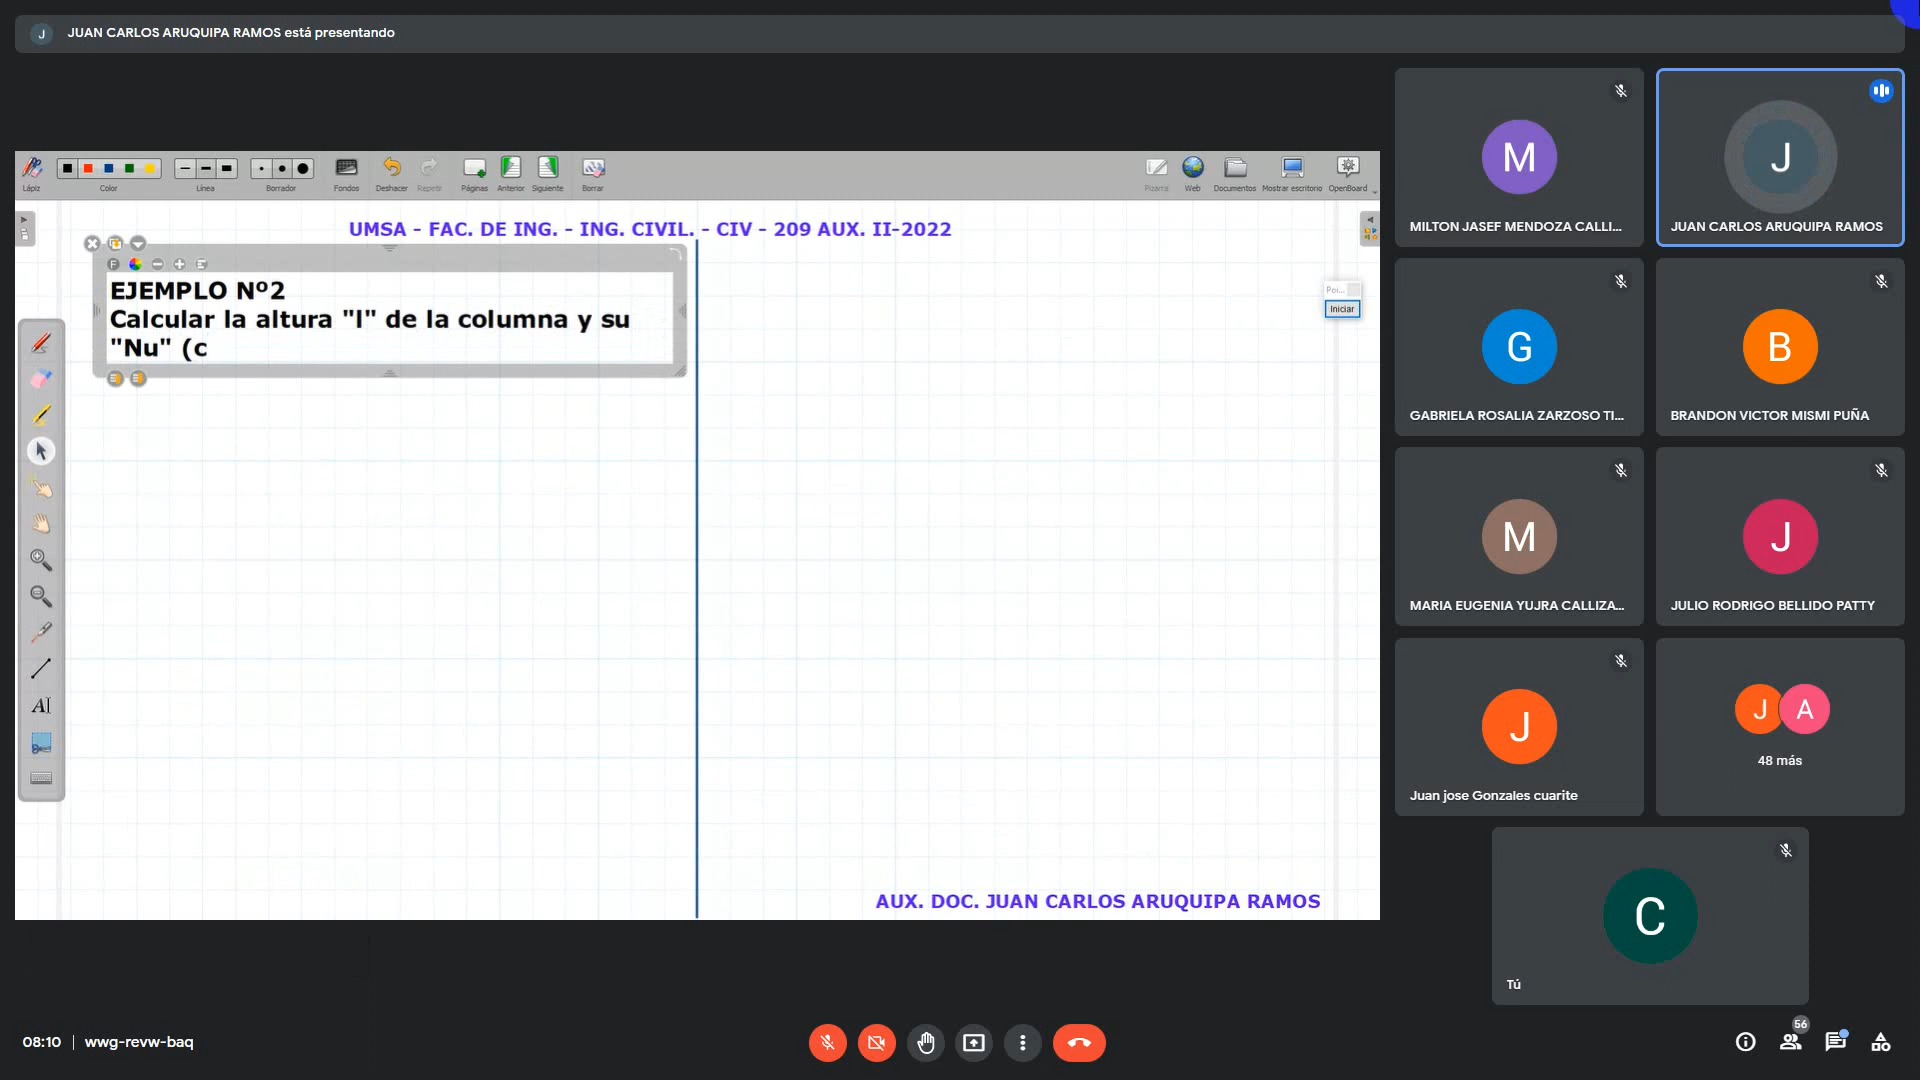 JUAN CARLOS ARUQUIPA RAMOS está presentando
J
Lápiz
Color
Línea
Borrador
Fondos
Deshacer
Repetir
Páginas
Anterior
Siguiente
Borrar
Pizarra
Web
Documentos
Mostrar escritorio
OpenBoard
UMSA - FAC. DE ING. - ING. CIVIL. - CIV - 209 AUX. II-2022
EJEMPLO Nº2
Calcular la altura "l" de la columna y su
"Nu" (c
Poi...
Iniciar
AUX. DOC. JUAN CARLOS ARUQUIPA RAMOS
M
MILTON JASEF MENDOZA CALLI...
J
JUAN CARLOS ARUQUIPA RAMOS
G
GABRIELA ROSALIA ZARZOSO TI...
B
BRANDON VICTOR MISMI PUÑA
M
MARIA EUGENIA YUJRA CALLIZA...
J
JULIO RODRIGO BELLIDO PATTY
J
Juan jose Gonzales cuarite
J A
48 más
C
Tú
08:10 | wwg-revw-baq
56